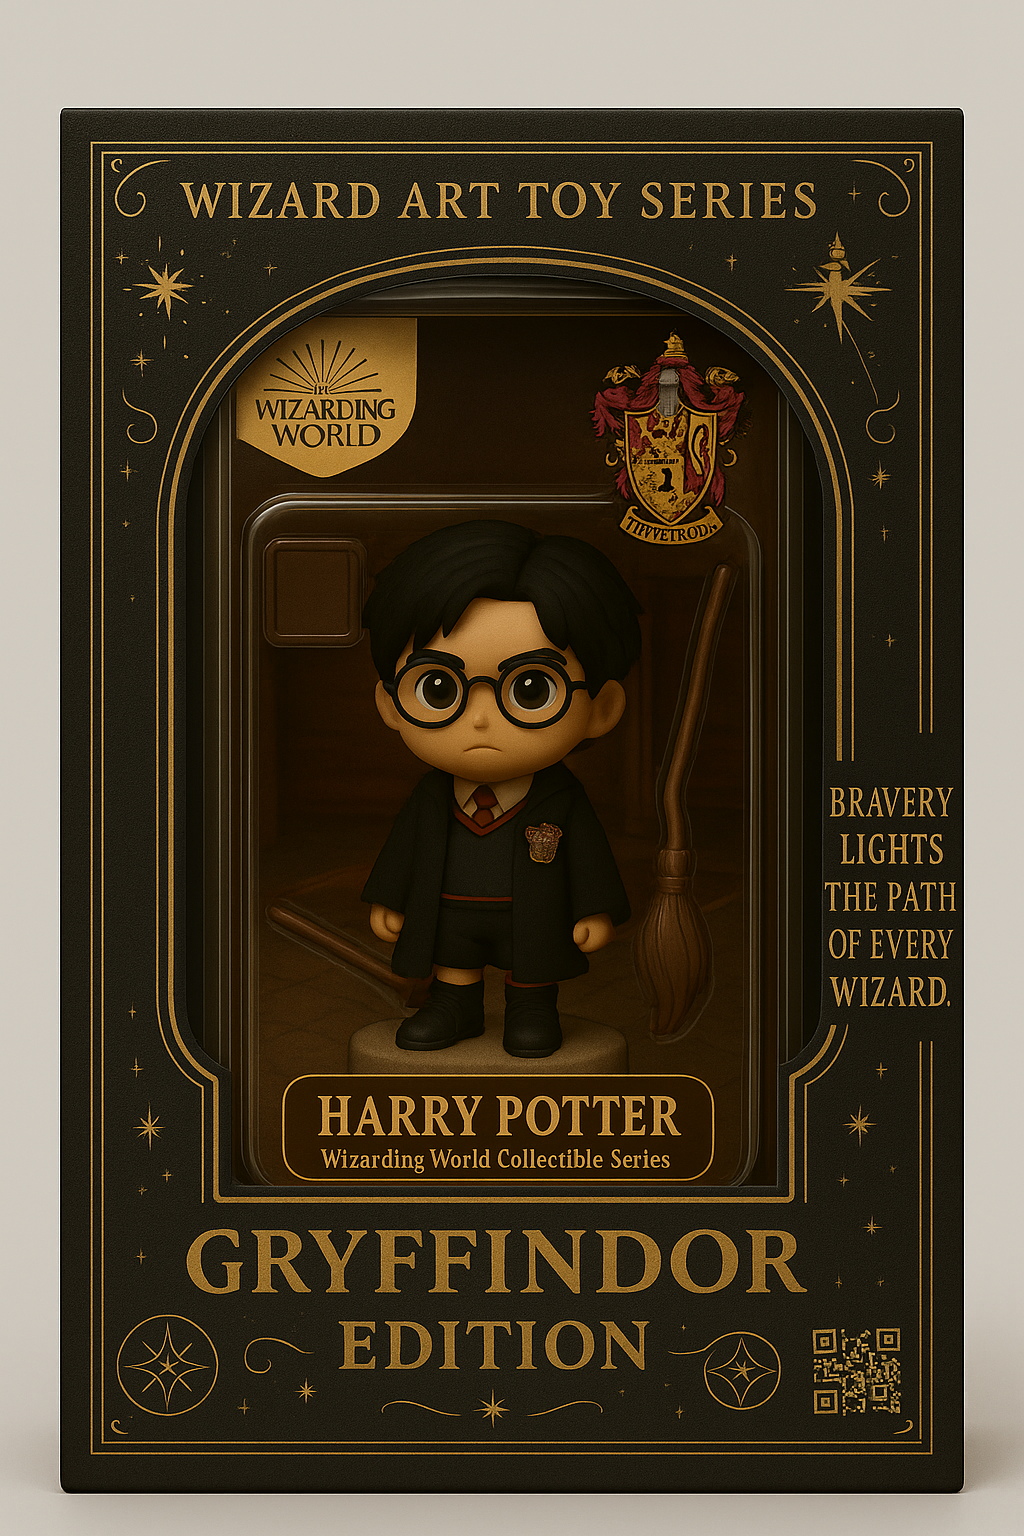 WIZARD ART TOY SERIES
WIZARDING
WORLD
BRAVERY
LIGHTS
THE PATH
OF EVERY
WIZARD.
HARRY POTTER
Wizarding World Collectible Series
GRYFFINDOR
EDITION